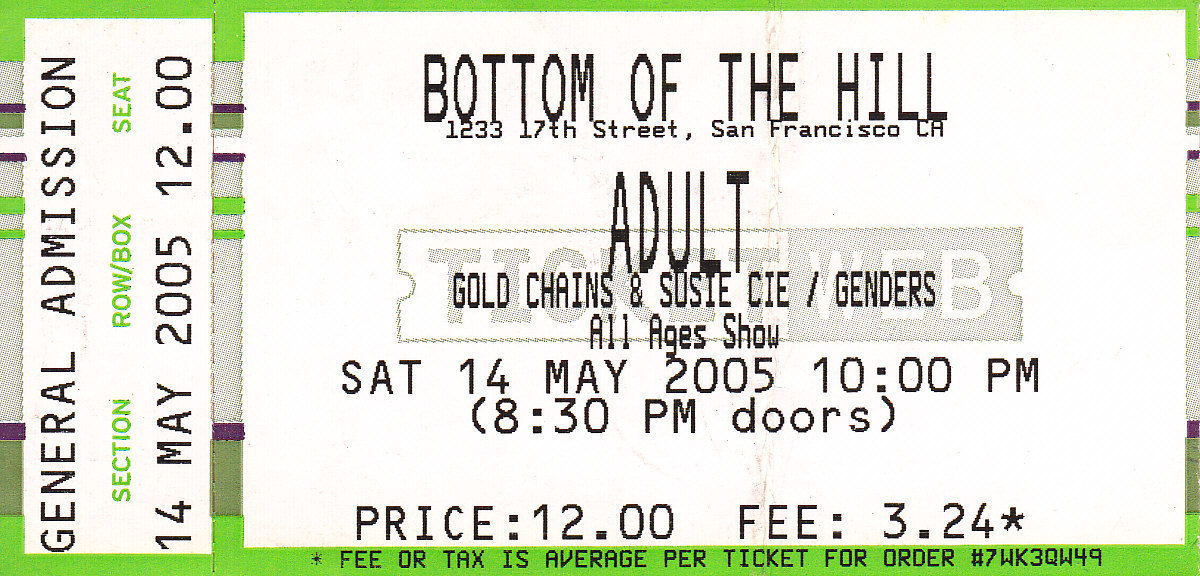 GENERAL ADMISSION
SECTION ROW/BOX SEAT
14 MAY 2005 12.00
BOTTOM OF THE HILL
1233 17th Street, San Francisco CA
ADULT
TICKETWEB
GOLD CHAINS & SUSIE CIE / GENDERS
All Ages Show
SAT 14 MAY 2005 10:00 PM
(8:30 PM doors)
PRICE:12.00 FEE: 3.24*
* FEE OR TAX IS AVERAGE PER TICKET FOR ORDER #7WK3QW49